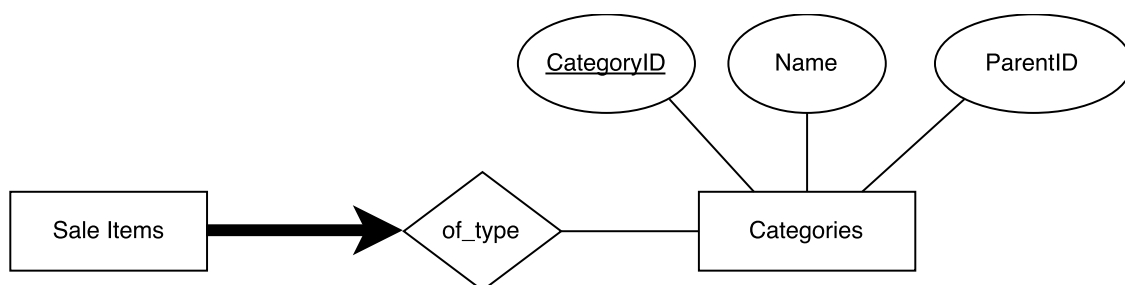 CategoryID
Name
ParentID
Sale Items
of_type
Categories